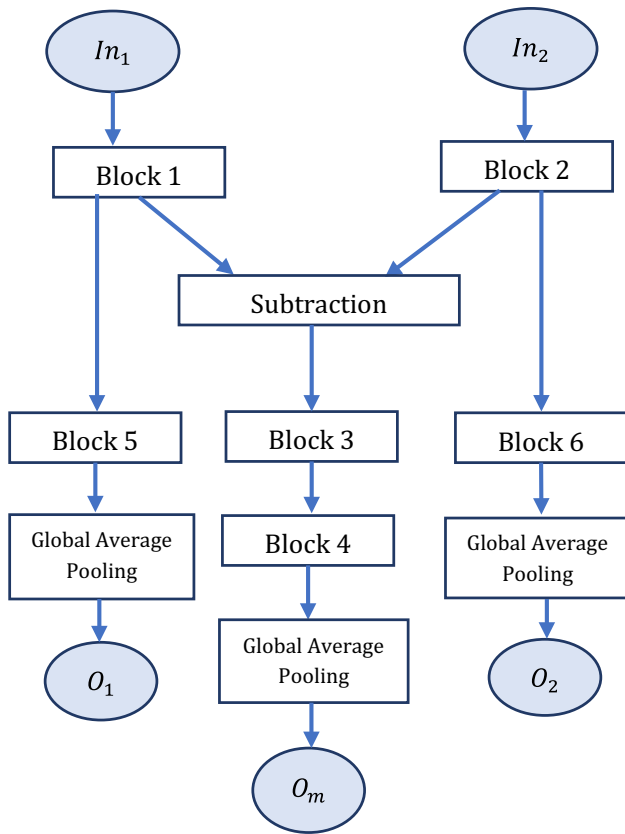 In₁
In₂
Block 1
Block 2
Subtraction
Block 5
Block 3
Block 6
Global Average
Pooling
Block 4
Global Average
Pooling
Global Average
Pooling
O₁
O₂
Oₘ